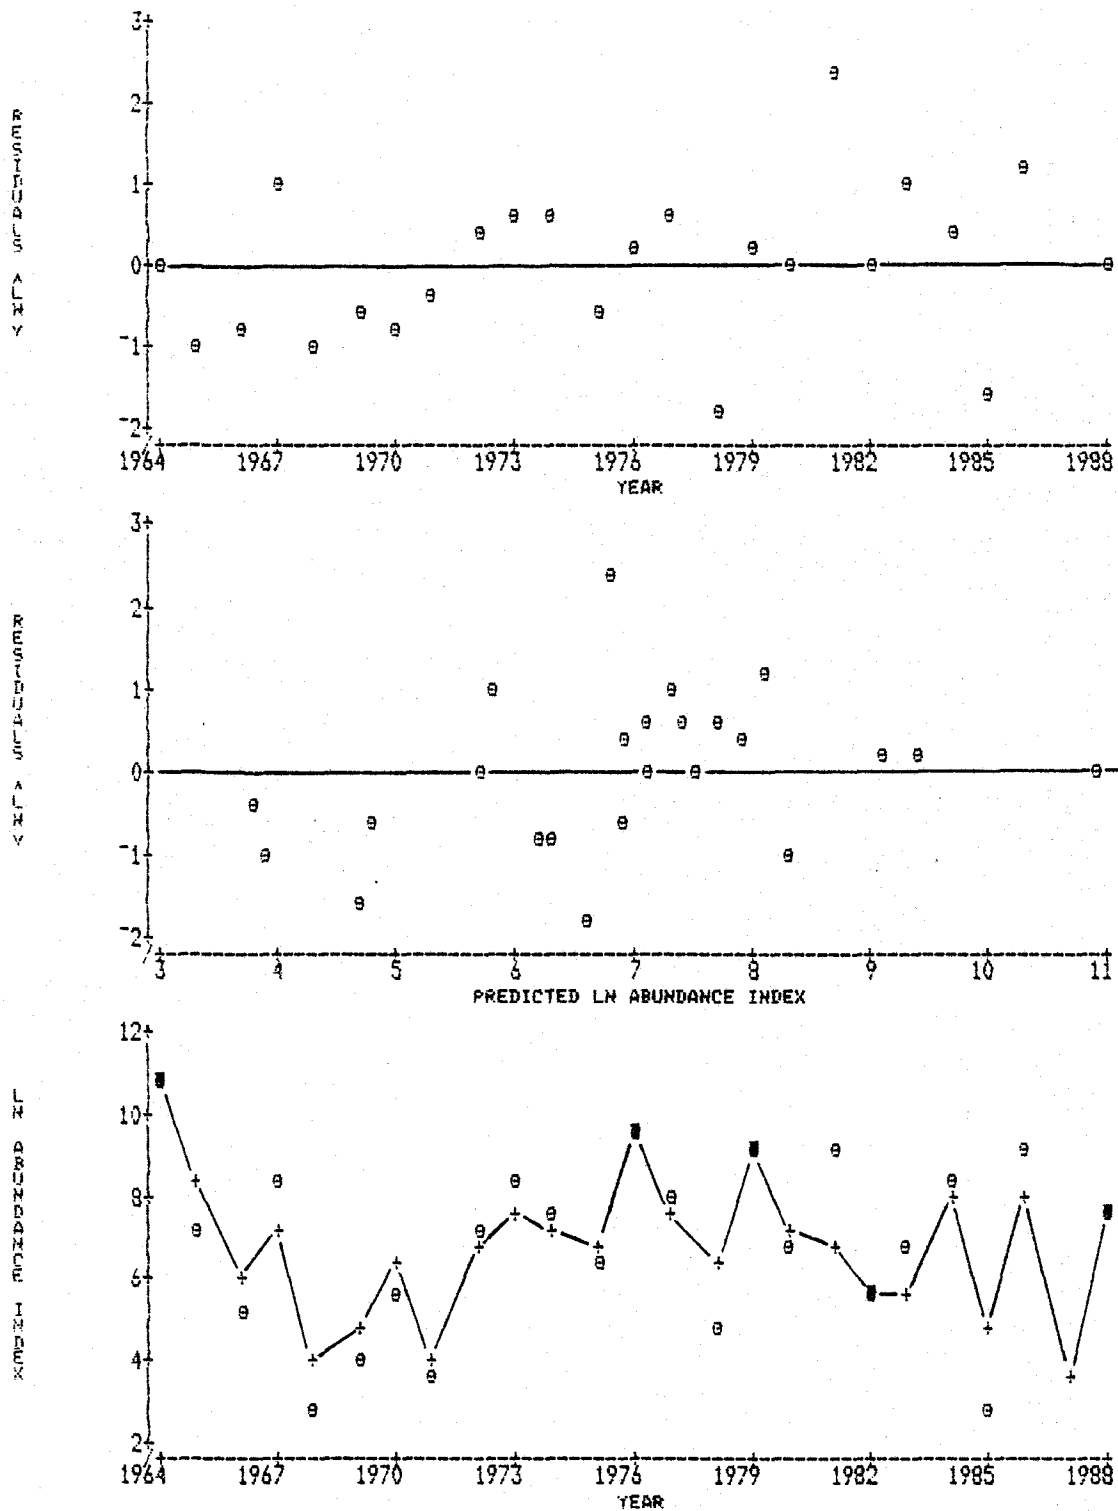 RESIDUALS ALNY
3
2
1
0
-1
-2
1964 1967 1970 1973 1976 1979 1982 1985 1988
YEAR
RESIDUALS ALNY
3
2
1
0
-1
-2
3 4 5 6 7 8 9 10 11
PREDICTED LN ABUNDANCE INDEX
LN ABUNDANCE INDEX
12
10
8
6
4
2
1964 1967 1970 1973 1976 1979 1982 1985 1988
YEAR